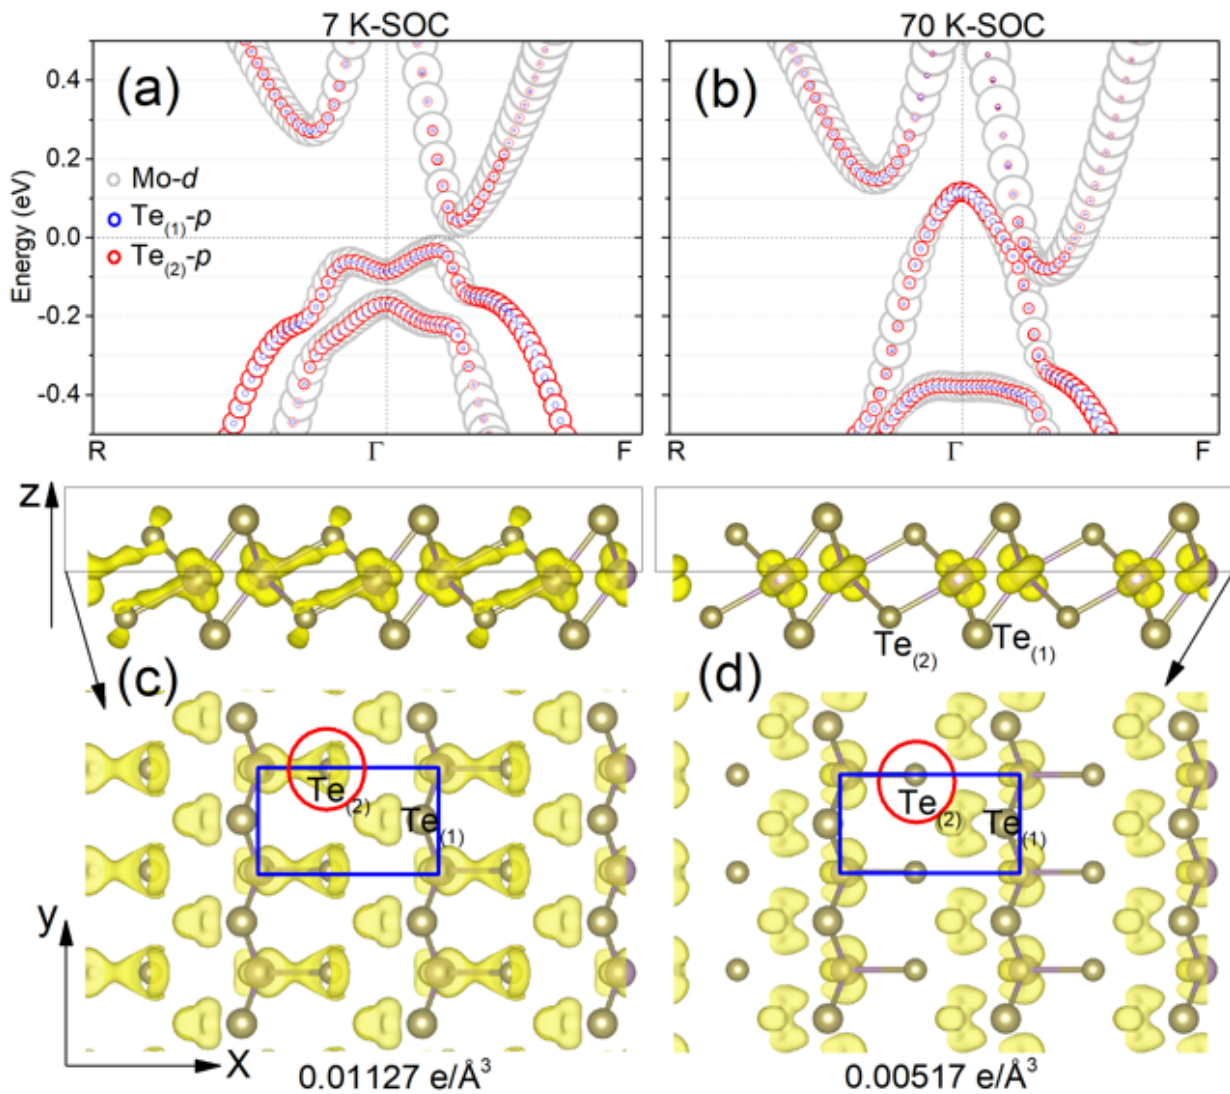 7 K-SOC
70 K-SOC
(a)
(b)
Energy (eV)
0.4
0.2
0.0
-0.2
-0.4
Mo-d
Te(1)-p
Te(2)-p
R
Γ
F
R
Γ
F
Z
Te(2)
Te(1)
(c)
(d)
Te(2)
Te(1)
Te(2)
Te(1)
y
X
0.01127 e/Å³
0.00517 e/Å³